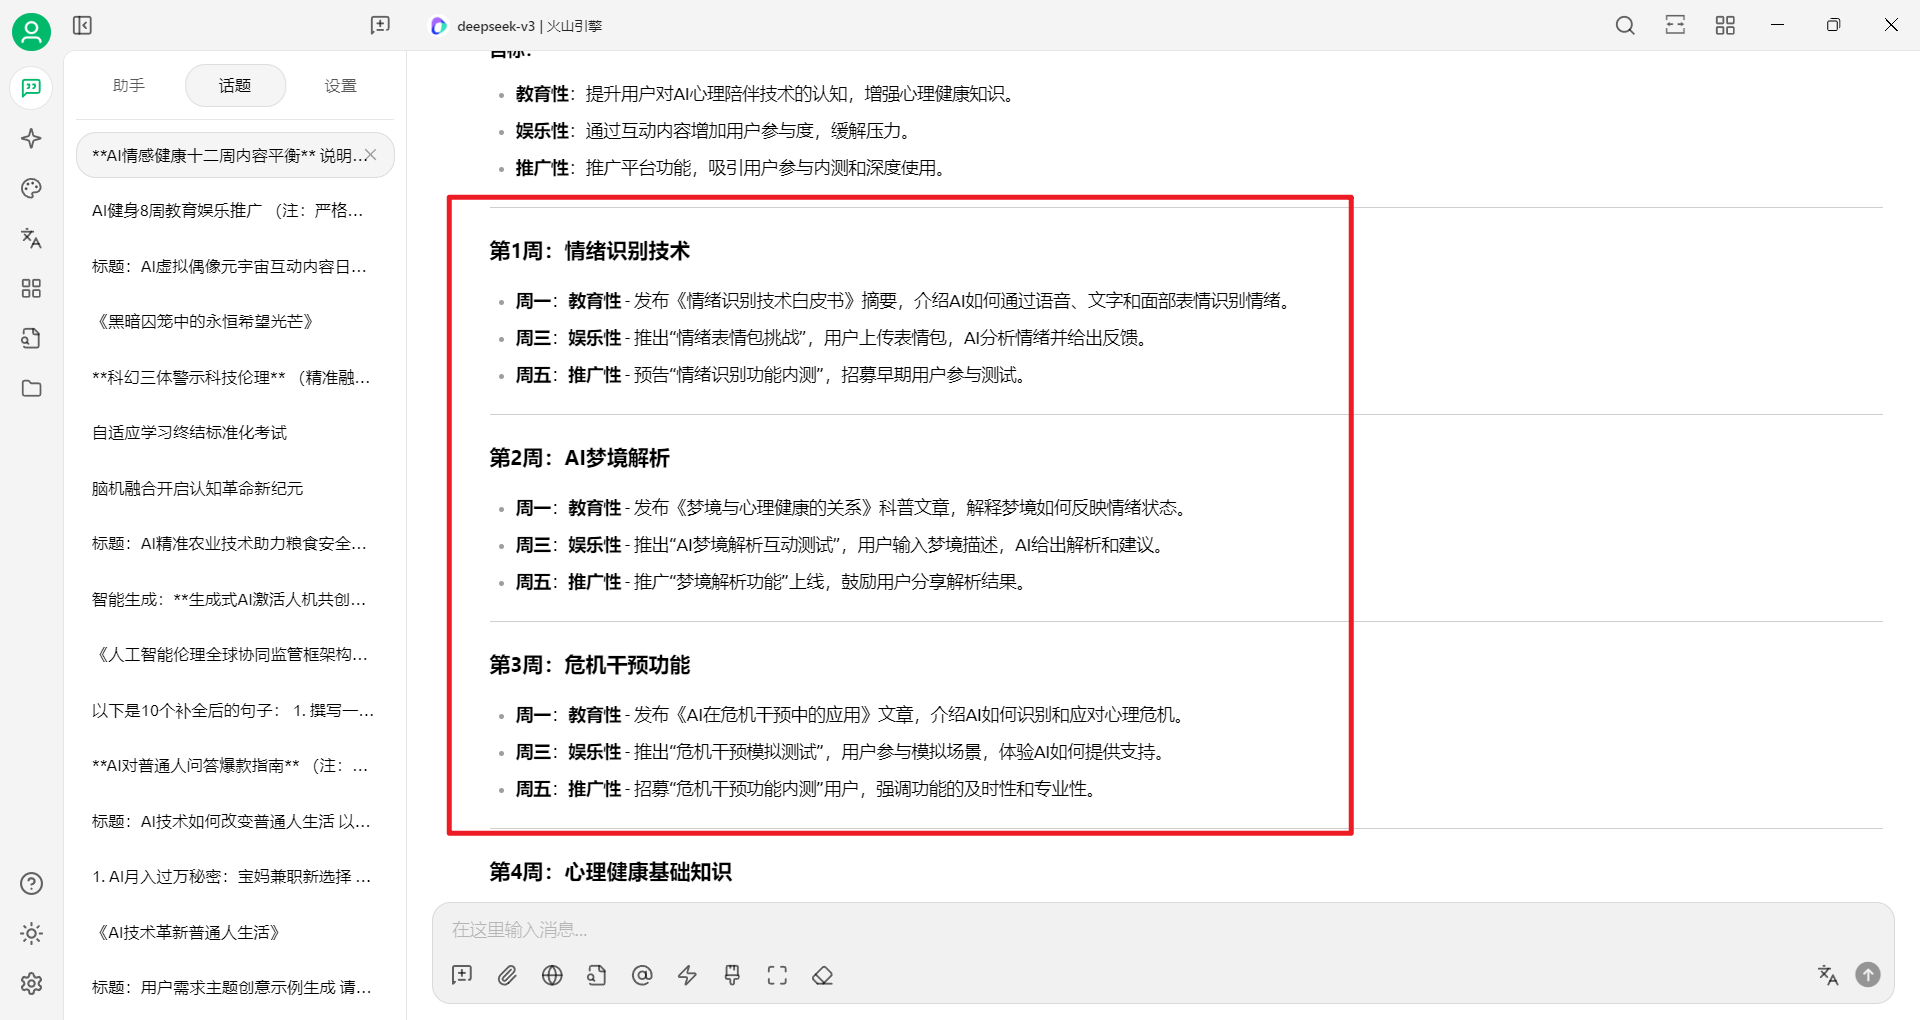 deepseek-v3 | 火山引擎
助手 话题 设置
**AI情感健康十二周内容平衡** 说明...
AI健身8周教育娱乐推广 （注：严格...
标题：AI虚拟偶像元宇宙互动内容日...
《黑暗囚笼中的永恒希望光芒》
**科幻三体警示科技伦理** （精准融...
自适应学习终结标准化考试
脑机融合开启认知革命新纪元
标题：AI精准农业技术助力粮食安全...
智能生成：**生成式AI激活人机共创...
《人工智能伦理全球协同监管框架构...
以下是10个补全后的句子： 1. 撰写一...
**AI对普通人问答爆款指南** （注：...
标题：AI技术如何改变普通人生活 以...
1. AI月入过万秘密：宝妈兼职新选择 ...
《AI技术革新普通人生活》
标题：用户需求主题创意示例生成 请...
目标：
教育性：提升用户对AI心理陪伴技术的认知，增强心理健康知识。
娱乐性：通过互动内容增加用户参与度，缓解压力。
推广性：推广平台功能，吸引用户参与内测和深度使用。
第1周：情绪识别技术
周一：教育性 - 发布《情绪识别技术白皮书》摘要，介绍AI如何通过语音、文字和面部表情识别情绪。
周三：娱乐性 - 推出“情绪表情包挑战”，用户上传表情包，AI分析情绪并给出反馈。
周五：推广性 - 预告“情绪识别功能内测”，招募早期用户参与测试。
第2周：AI梦境解析
周一：教育性 - 发布《梦境与心理健康的关系》科普文章，解释梦境如何反映情绪状态。
周三：娱乐性 - 推出“AI梦境解析互动测试”，用户输入梦境描述，AI给出解析和建议。
周五：推广性 - 推广“梦境解析功能”上线，鼓励用户分享解析结果。
第3周：危机干预功能
周一：教育性 - 发布《AI在危机干预中的应用》文章，介绍AI如何识别和应对心理危机。
周三：娱乐性 - 推出“危机干预模拟测试”，用户参与模拟场景，体验AI如何提供支持。
周五：推广性 - 招募“危机干预功能内测”用户，强调功能的及时性和专业性。
第4周：心理健康基础知识
在这里输入消息...